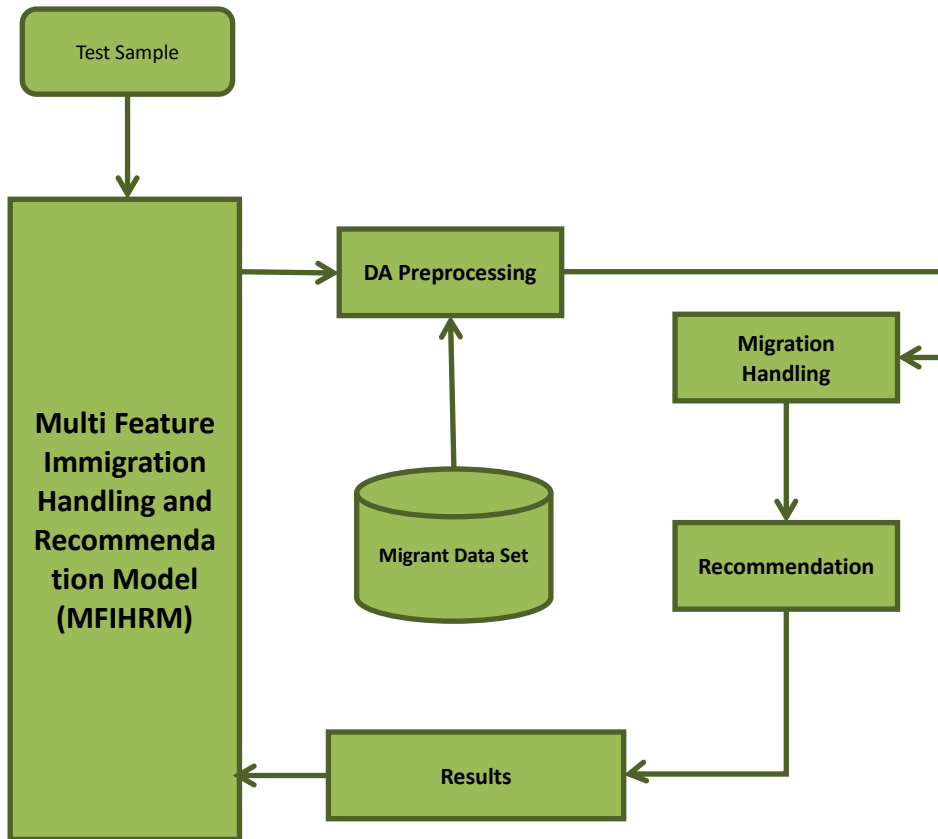 Test Sample
DA Preprocessing
Migration
Handling
Multi Feature
Immigration
Handling and
Recommenda
tion Model
(MFIHRM)
Migrant Data Set
Recommendation
Results